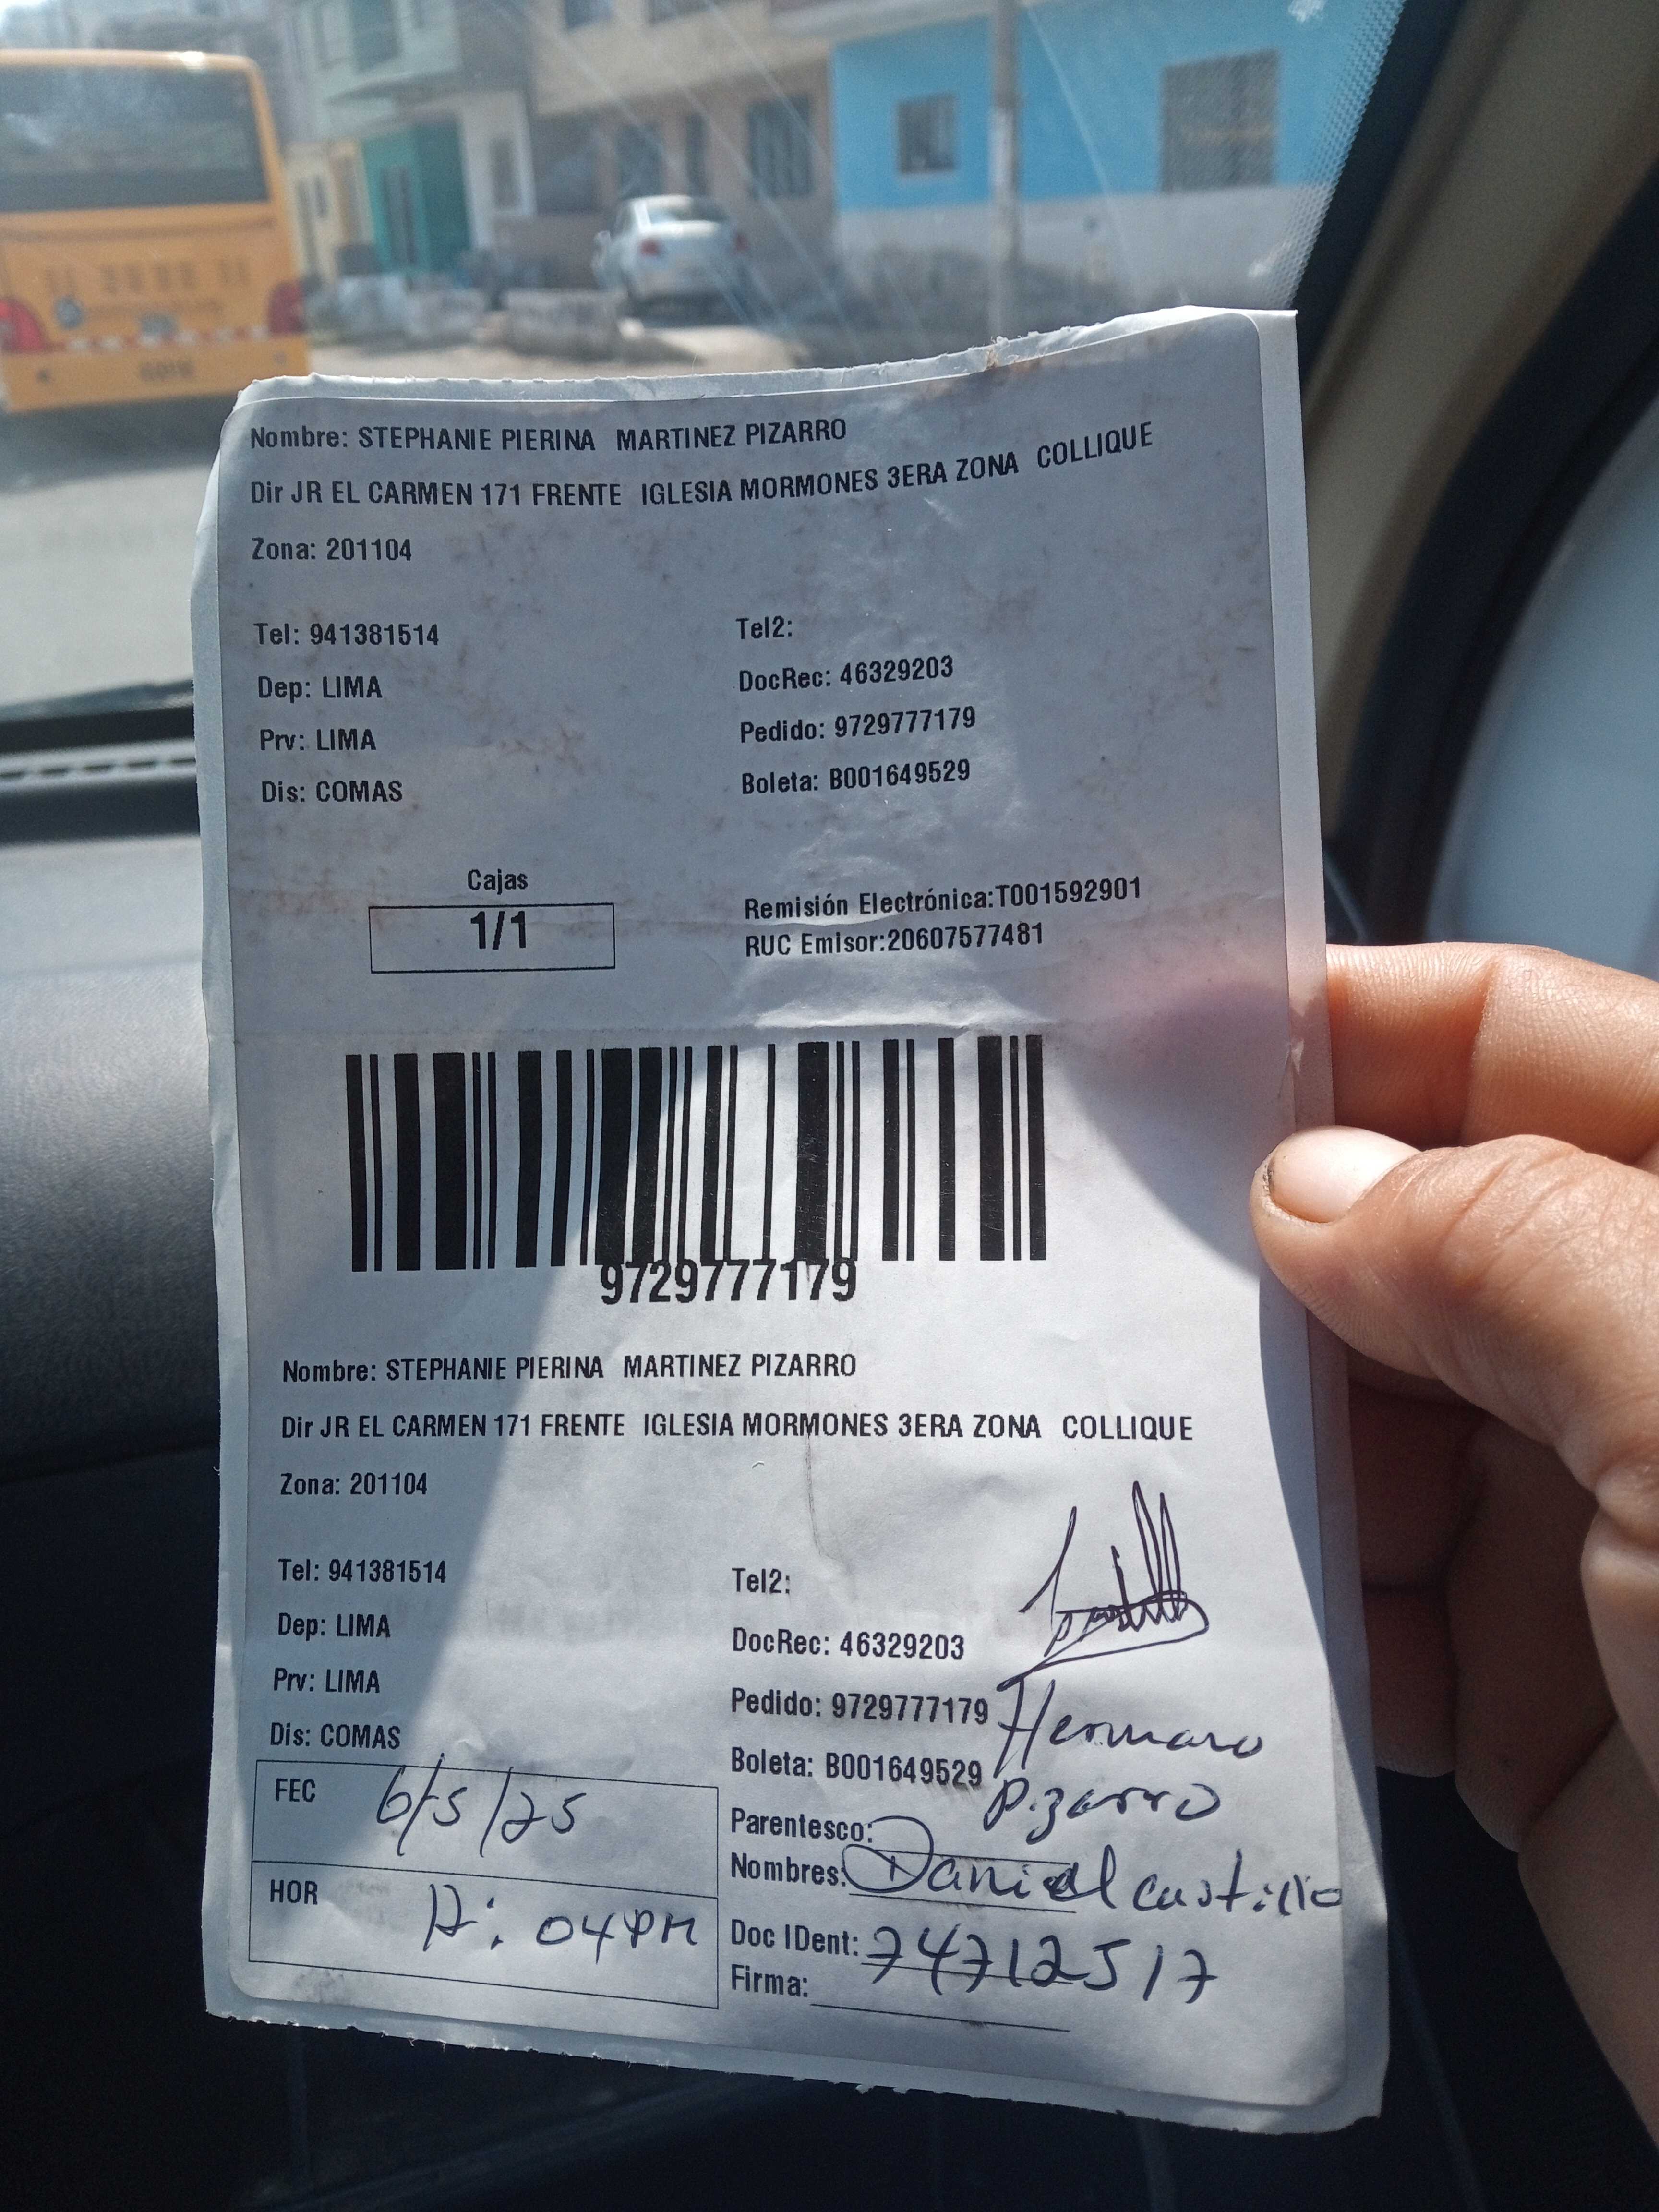 Nombre: STEPHANIE PIERINA MARTINEZ PIZARRO
Dir JR EL CARMEN 171 FRENTE IGLESIA MORMONES 3ERA ZONA COLLIQUE
Zona: 201104
Tel: 941381514
Tel2:
Dep: LIMA
DocRec: 46329203
Prv: LIMA
Pedido: 9729777179
Dis: COMAS
Boleta: B001649529
Cajas
1/1
Remisión Electrónica:T001592901
RUC Emisor:20607577481
9729777179
Nombre: STEPHANIE PIERINA MARTINEZ PIZARRO
Dir JR EL CARMEN 171 FRENTE IGLESIA MORMONES 3ERA ZONA COLLIQUE
Zona: 201104
Tel: 941381514
Tel2:
Dep: LIMA
DocRec: 46329203
Prv: LIMA
Pedido: 9729777179
Dis: COMAS
Boleta: B001649529
Hermano
Pizarro
FEC 6/5/25
Parentesco:
Nombres: Daniel castillo
HOR : 04 PM
Doc IDent: 74712517
Firma: